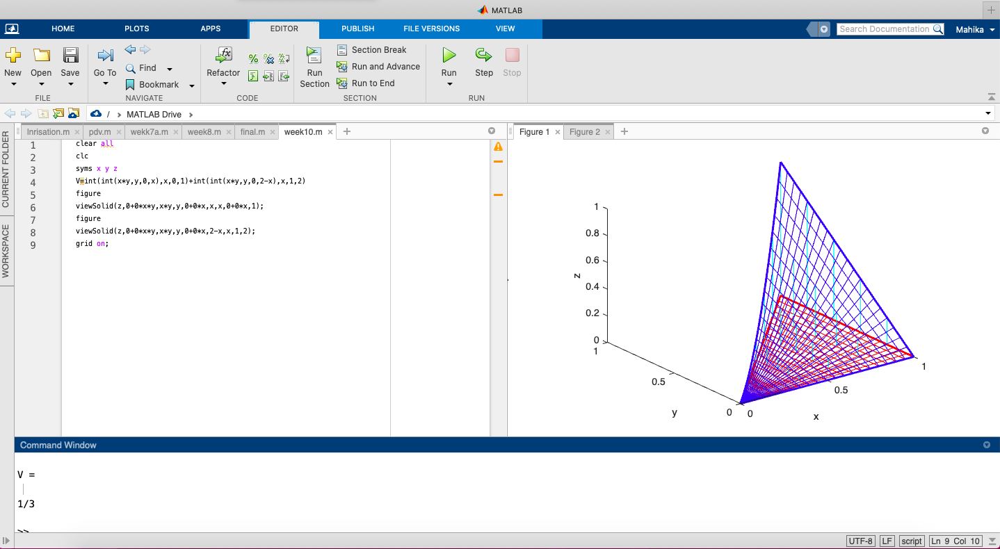 MATLAB
HOME PLOTS APPS EDITOR PUBLISH FILE VERSIONS VIEW Search Documentation Mahika
New Open Save Go To Find Bookmark Refactor Run Section Section Break Run and Advance Run to End Run Step Stop
FILE NAVIGATE CODE SECTION RUN
/ > MATLAB Drive >
CURRENT FOLDER
WORKSPACE
lnrisation.m × pdv.m × wekk7a.m × week8.m × final.m × week10.m × +
1 clear all
2 clc
3 syms x y z
4 V=int(int(x*y,y,0,x),x,0,1)+int(int(x*y,y,0,2-x),x,1,2)
5 figure
6 viewSolid(z,0+0*x*y,x*y,y,0+0*x,x,x,0+0*x,1);
7 figure
8 viewSolid(z,0+0*x*y,x*y,y,0+0*x,2-x,x,1,2);
9 grid on;
Figure 1 × Figure 2 × +
1
0.8
0.6
0.4
0.2
0
z
1
0.5
0
y
0
0.5
1
x
Command Window
V =
1/3
>>
UTF-8 LF script Ln 9 Col 10